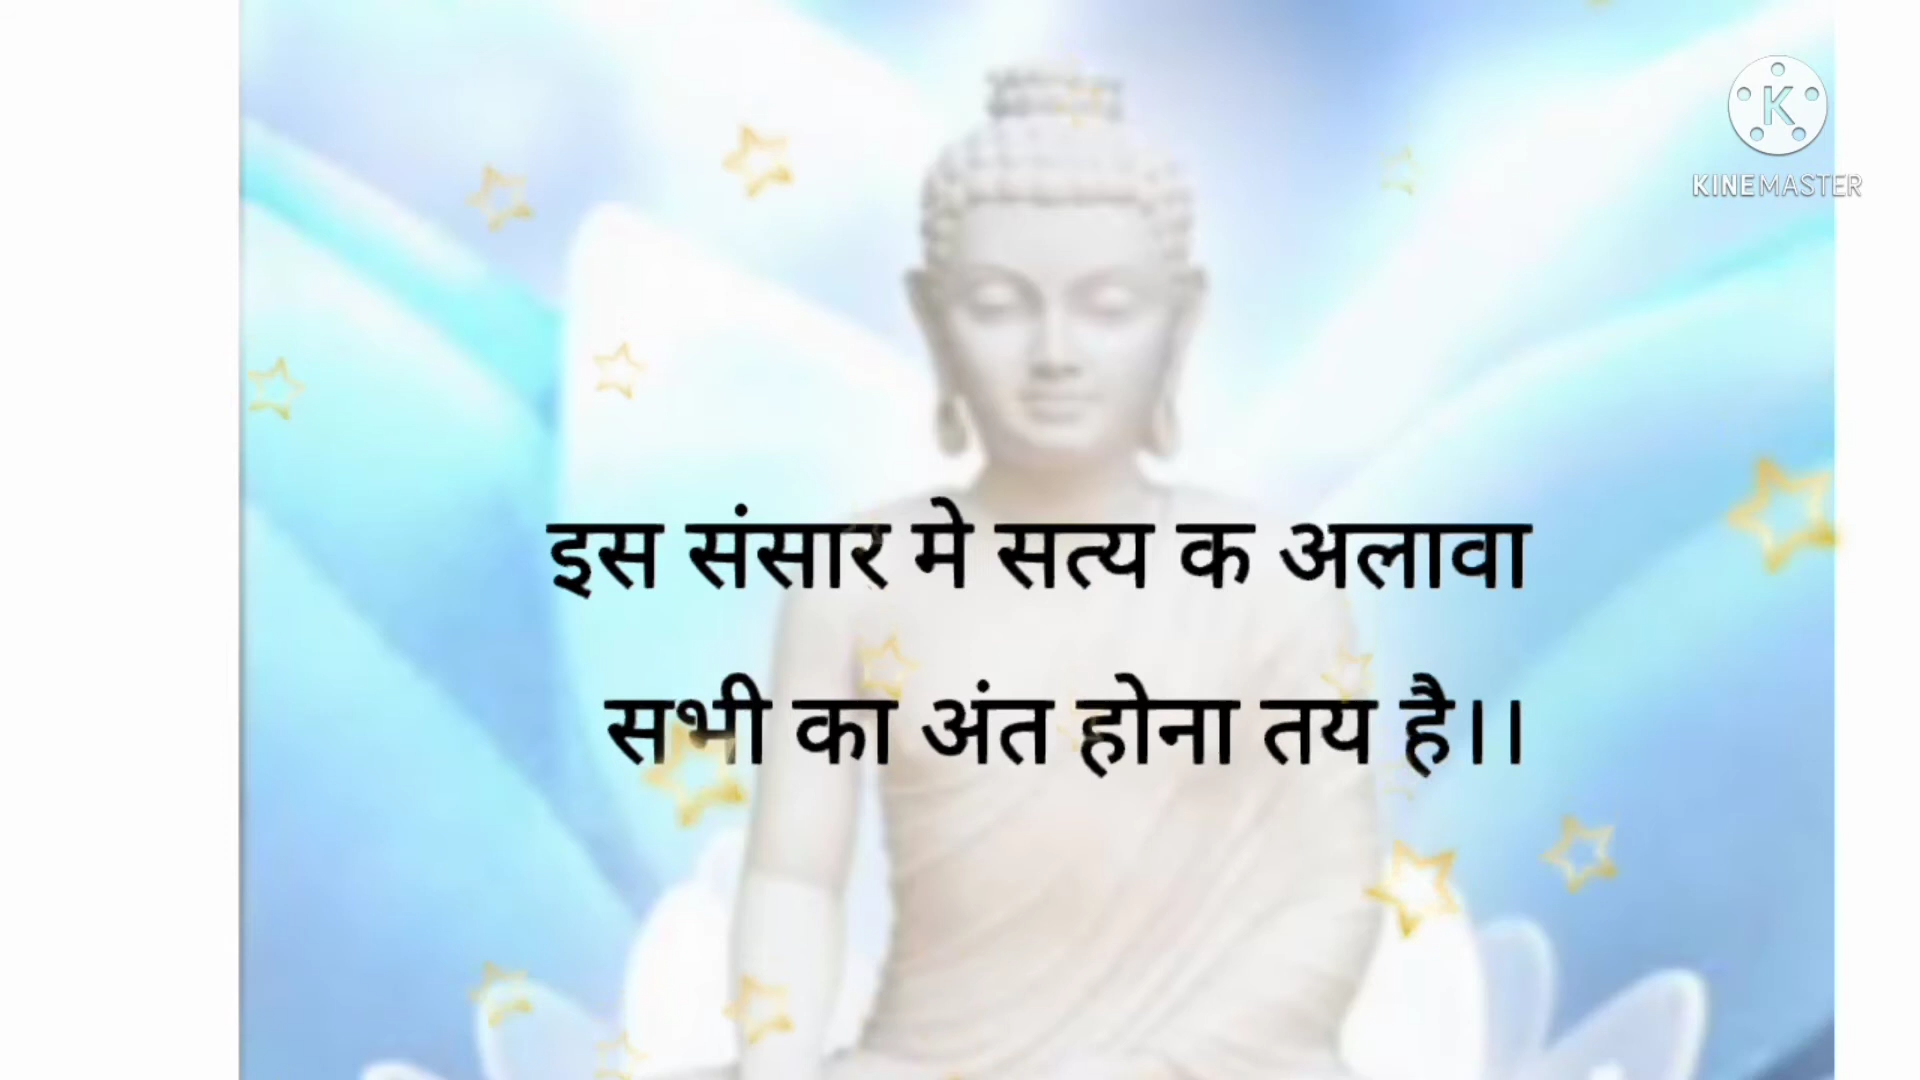 KINEMASTER
इस संसार मे सत्य क अलावा
सभी का अंत होना तय है।।